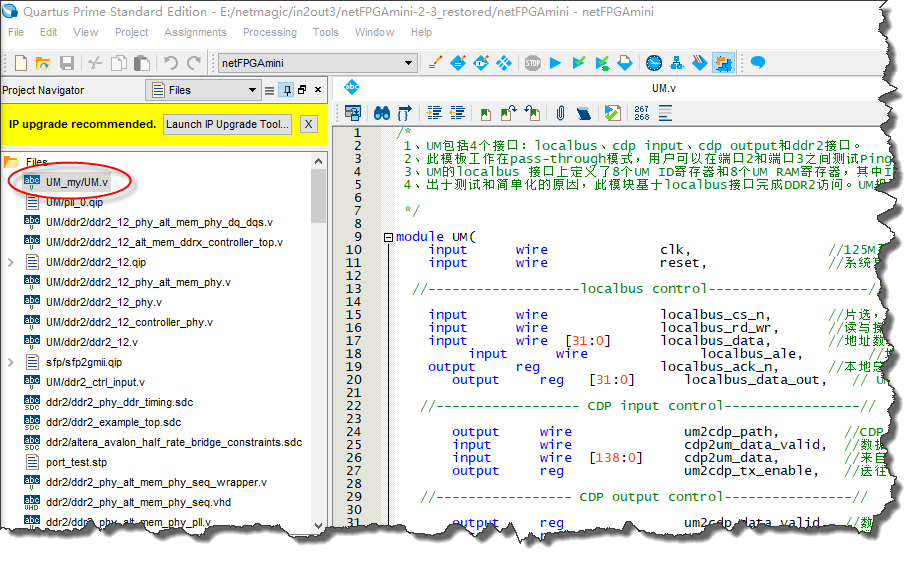 Quartus Prime Standard Edition - E:/netmagic/in2out3/netFPGAmini-2-3_restored/netFPGAmini - netFPGAmini
File Edit View Project Assignments Processing Tools Window Help
netFPGAmini
STOP
Project Navigator
Files
UM.v
IP upgrade recommended. Launch IP Upgrade Tool... X
267
268
Files
UM_my/UM.v
UM/pll_0.qip
UM/ddr2/ddr2_12_phy_alt_mem_phy_dq_dqs.v
UM/ddr2/ddr2_12_alt_mem_ddrx_controller_top.v
UM/ddr2/ddr2_12.qip
UM/ddr2/ddr2_12_phy_alt_mem_phy.v
UM/ddr2/ddr2_12_phy.v
UM/ddr2/ddr2_12_controller_phy.v
UM/ddr2/ddr2_12.v
sfp/sfp2gmii.qip
UM/ddr2_ctrl_input.v
ddr2/ddr2_phy_ddr_timing.sdc
ddr2/ddr2_example_top.sdc
ddr2/altera_avalon_half_rate_bridge_constraints.sdc
port_test.stp
ddr2/ddr2_phy_alt_mem_phy_seq_wrapper.v
ddr2/ddr2_phy_alt_mem_phy_seq.vhd
ddr2/ddr2_phy_alt_mem_phy_pll.v
1 /*
2 1、UM包括4个接口：localbus、cdp input、cdp output和ddr2接口。
3 2、此模板工作在pass-through模式，用户可以在端口2和端口3之间测试Ping
4 3、UM的localbus 接口上定义了8个UM ID寄存器和8个UM RAM寄存器，其中I
5 4、出于测试和简单化的原因，此模块基于localbus接口完成DDR2访问。UM
6
7 */
8
9 module UM(
10 input wire clk, //125M
11 input wire reset, //系统
12
13 //-------------------localbus control--------------------/
14
15 input wire localbus_cs_n, //片选，
16 input wire localbus_rd_wr, //读与
17 input wire [31:0] localbus_data, //地址数
18 input wire localbus_ale, //
19 output reg localbus_ack_n, //本地总
20 output reg [31:0] localbus_data_out, // U
21
22 //------------------ CDP input control-----------------//
23
24 output wire um2cdp_path, //CDP
25 input wire cdp2um_data_valid, //数据
26 input wire [138:0] cdp2um_data, //来自
27 output reg um2cdp_tx_enable, //送往
28
29 //------------------ CDP output control----------------//
30
31 output reg um2cdp_data_valid, //数